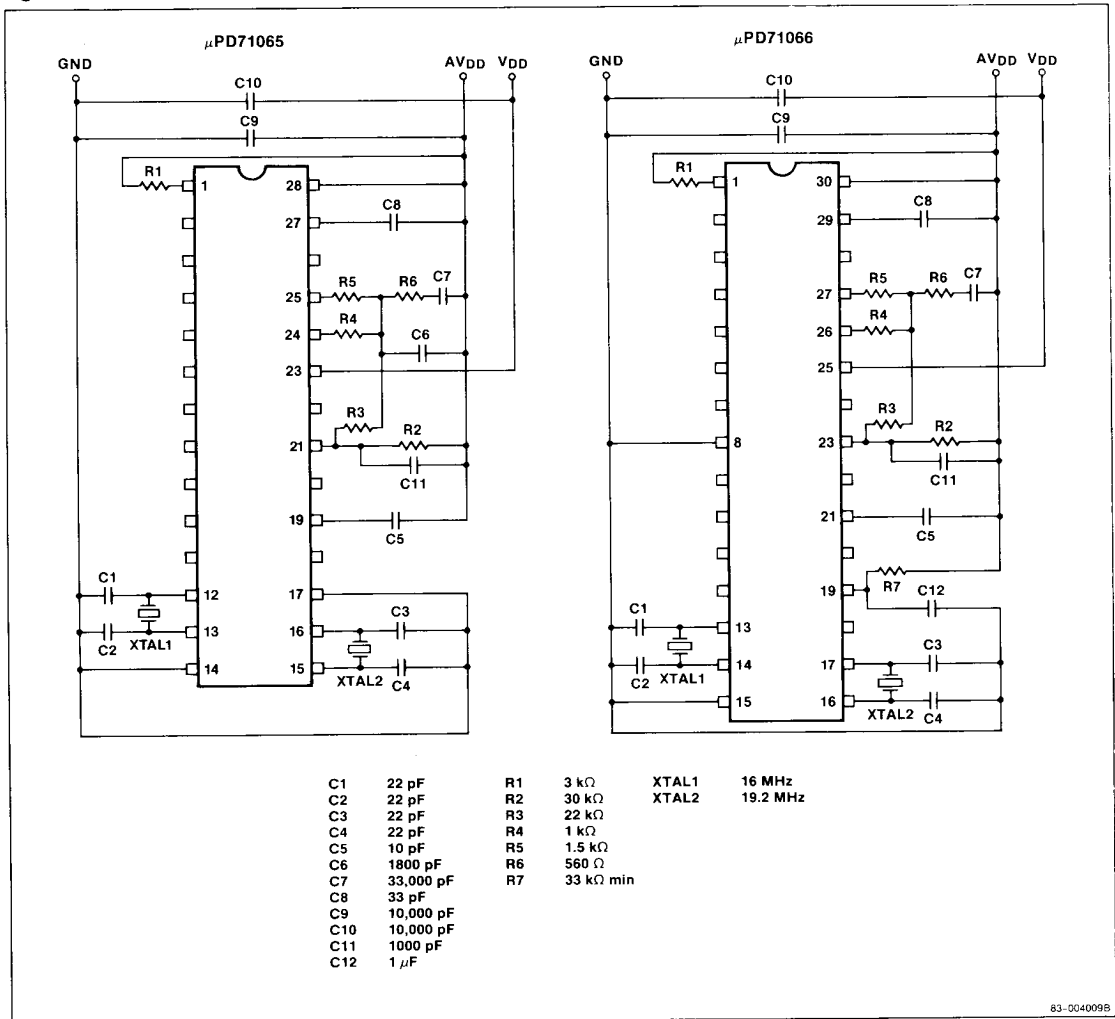 μPD71065
GND
AVDD
VDD
C10
C9
R1
1
28
C8
27
R5
R6
C7
25
R4
24
C6
23
R3
R2
21
C11
19
C5
C1
12
17
C3
13
16
C2
XTAL1
14
15
XTAL2
C4
μPD71066
GND
AVDD
VDD
C10
C9
R1
1
30
C8
29
R5
R6
C7
27
R4
26
25
R3
R2
8
23
C11
21
C5
R7
19
C12
C1
13
C3
14
17
C2
XTAL1
15
16
XTAL2
C4
C1 22 pF R1 3 kΩ XTAL1 16 MHz
C2 22 pF R2 30 kΩ XTAL2 19.2 MHz
C3 22 pF R3 22 kΩ
C4 22 pF R4 1 kΩ
C5 10 pF R5 1.5 kΩ
C6 1800 pF R6 560 Ω
C7 33,000 pF R7 33 kΩ min
C8 33 pF
C9 10,000 pF
C10 10,000 pF
C11 1000 pF
C12 1 μF
83-004009B